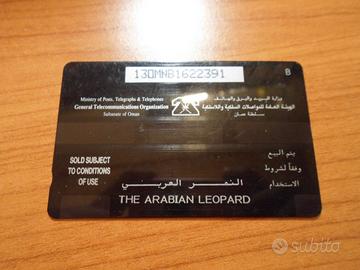 13OMNB1622391
B
Ministry of Posts, Telegraphs & Telephones
General Telecommunications Organization
Sultanate of Oman
وزارة البريد والبرق والهاتف
الهيئة العامة للمواصلات السلكية واللاسلكية
سلطنة عمان
SOLD SUBJECT
TO CONDITIONS
OF USE
يتم البيع
وفقا لشروط
الاستخدام
النمر العربي
THE ARABIAN LEOPARD
subito